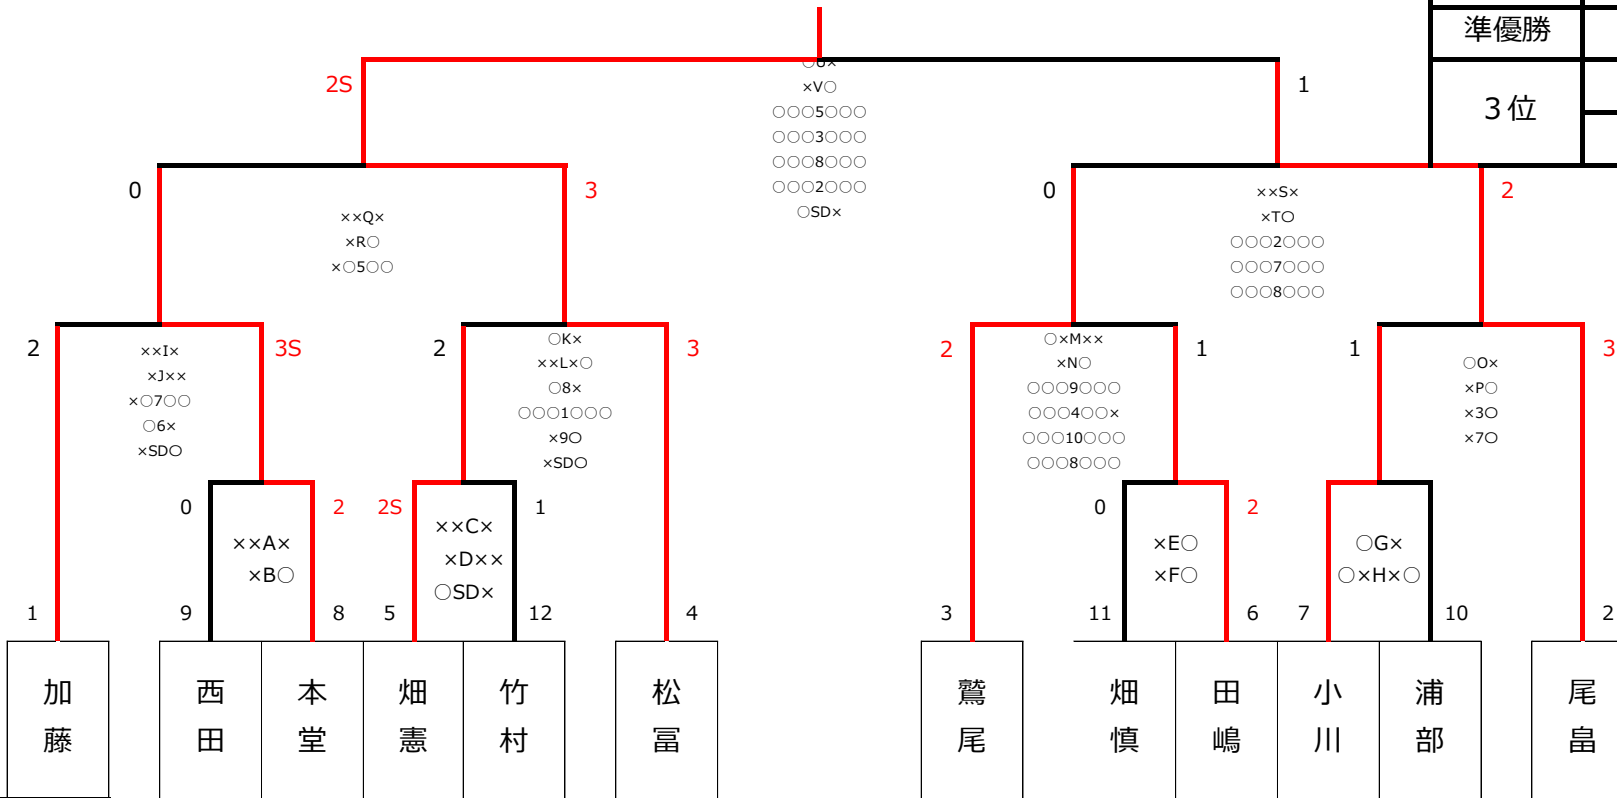 準優勝
３位
2S
1
○U×
×V○
○○○5○○○
○○○3○○○
○○○8○○○
○○○2○○○
○SD×
0
3
××Q×
×R○
×○5○○
0
2
××S×
×T○
○○○2○○○
○○○7○○○
○○○8○○○
2
3S
××I×
×J××
×○7○○
○6×
×SD○
2
3
○K×
××L×○
○8×
○○○1○○○
×9○
×SD○
2
1
○×M××
×N○
○○○9○○○
○○○4○○×
○○○10○○○
○○○8○○○
1
3
○O×
×P○
×3○
×7○
0
2
××A×
×B○
2S
1
××C×
×D××
○SD×
0
2
×E○
×F○
○G×
○×H×○
1
9
8
5
12
4
3
11
6
7
10
2
加藤
西田
本堂
畑憲
竹村
松冨
鷲尾
畑慎
田嶋
小川
浦部
尾畠